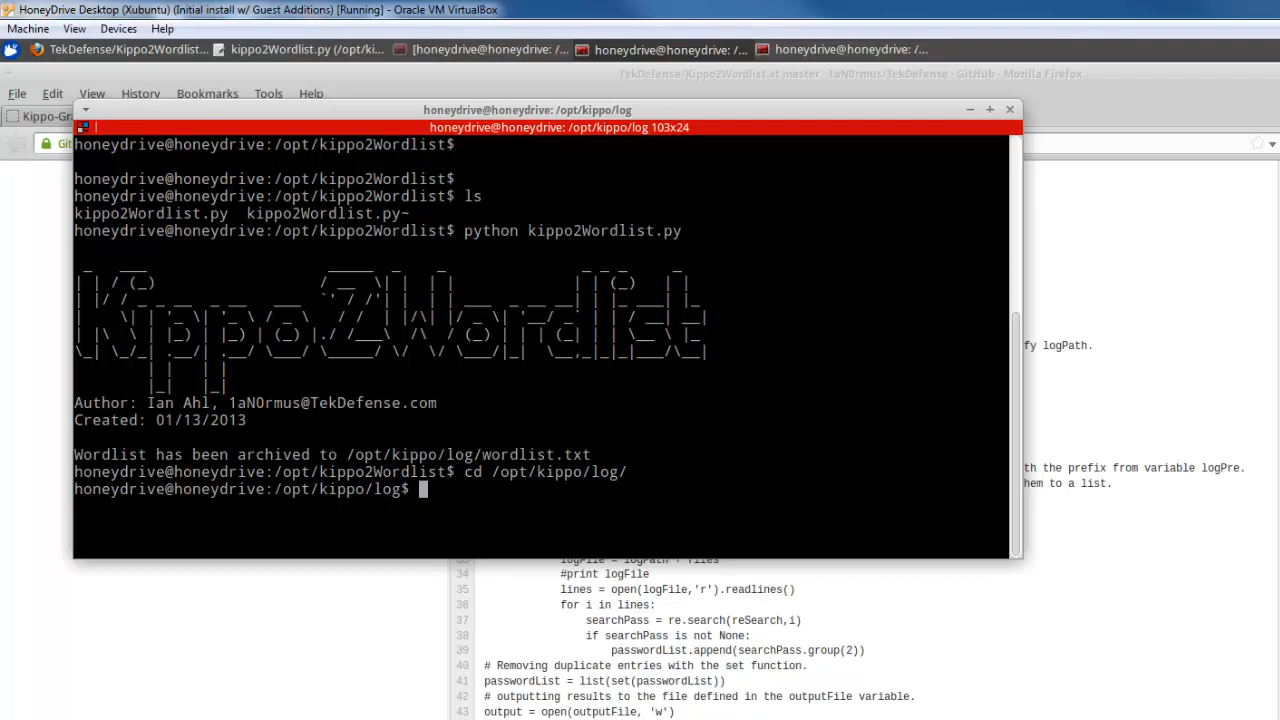 HoneyDrive Desktop (Xubuntu) (Initial install w/ Guest Additions) [Running] - Oracle VM VirtualBox
Machine View Devices Help
TekDefense/Kippo2Wordlist... kippo2Wordlist.py (/opt/ki... [honeydrive@honeydrive: /... honeydrive@honeydrive: /... honeydrive@honeydrive: /...
TekDefense/Kippo2Wordlist at master · 1aN0rmus/TekDefense · GitHub - Mozilla Firefox
File Edit View History Bookmarks Tools Help
honeydrive@honeydrive: /opt/kippo/log
Kippo-Gra
honeydrive@honeydrive: /opt/kippo/log 103x24
Git
honeydrive@honeydrive:/opt/kippo2Wordlist$
honeydrive@honeydrive:/opt/kippo2Wordlist$
honeydrive@honeydrive:/opt/kippo2Wordlist$ ls
kippo2Wordlist.py kippo2Wordlist.py~
honeydrive@honeydrive:/opt/kippo2Wordlist$ python kippo2Wordlist.py
Kippo2Wordlist
fy logPath.
Author: Ian Ahl, 1aN0rmus@TekDefense.com
Created: 01/13/2013
Wordlist has been archived to /opt/kippo/log/wordlist.txt
th the prefix from variable logPre.
honeydrive@honeydrive:/opt/kippo2Wordlist$ cd /opt/kippo/log/
hem to a list.
honeydrive@honeydrive:/opt/kippo/log$
33 logFile = logPath + files
34 #print logFile
35 lines = open(logFile,'r').readlines()
36 for i in lines:
37 searchPass = re.search(reSearch,i)
38 if searchPass is not None:
39 passwordList.append(searchPass.group(2))
40 # Removing duplicate entries with the set function.
41 passwordList = list(set(passwordList))
42 # outputting results to the file defined in the outputFile variable.
43 output = open(outputFile, 'w')